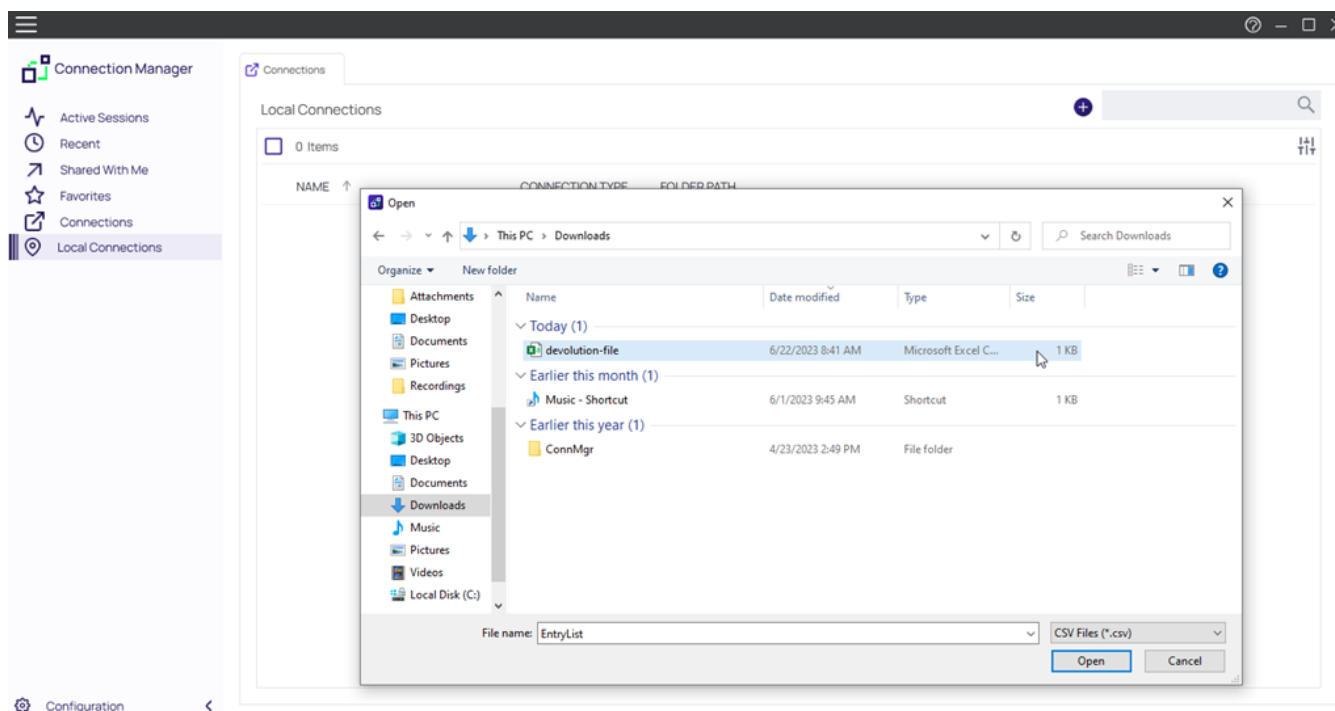 Connection Manager
Active Sessions
Recent
Shared With Me
Favorites
Connections
Local Connections
Configuration
Connections
Local Connections
0 Items
NAME
CONNECTION TYPE
FOLDER PATH
Open
This PC > Downloads
Search Downloads
Organize
New folder
Attachments
Desktop
Documents
Pictures
Recordings
This PC
3D Objects
Desktop
Documents
Downloads
Music
Pictures
Videos
Local Disk (C:)
Name Date modified Type Size
Today (1)
devolution-file 6/22/2023 8:41 AM Microsoft Excel C... 1 KB
Earlier this month (1)
Music - Shortcut 6/1/2023 9:45 AM Shortcut 1 KB
Earlier this year (1)
ConnMgr 4/23/2023 2:49 PM File folder
File name: EntryList
CSV Files (*.csv)
Open
Cancel